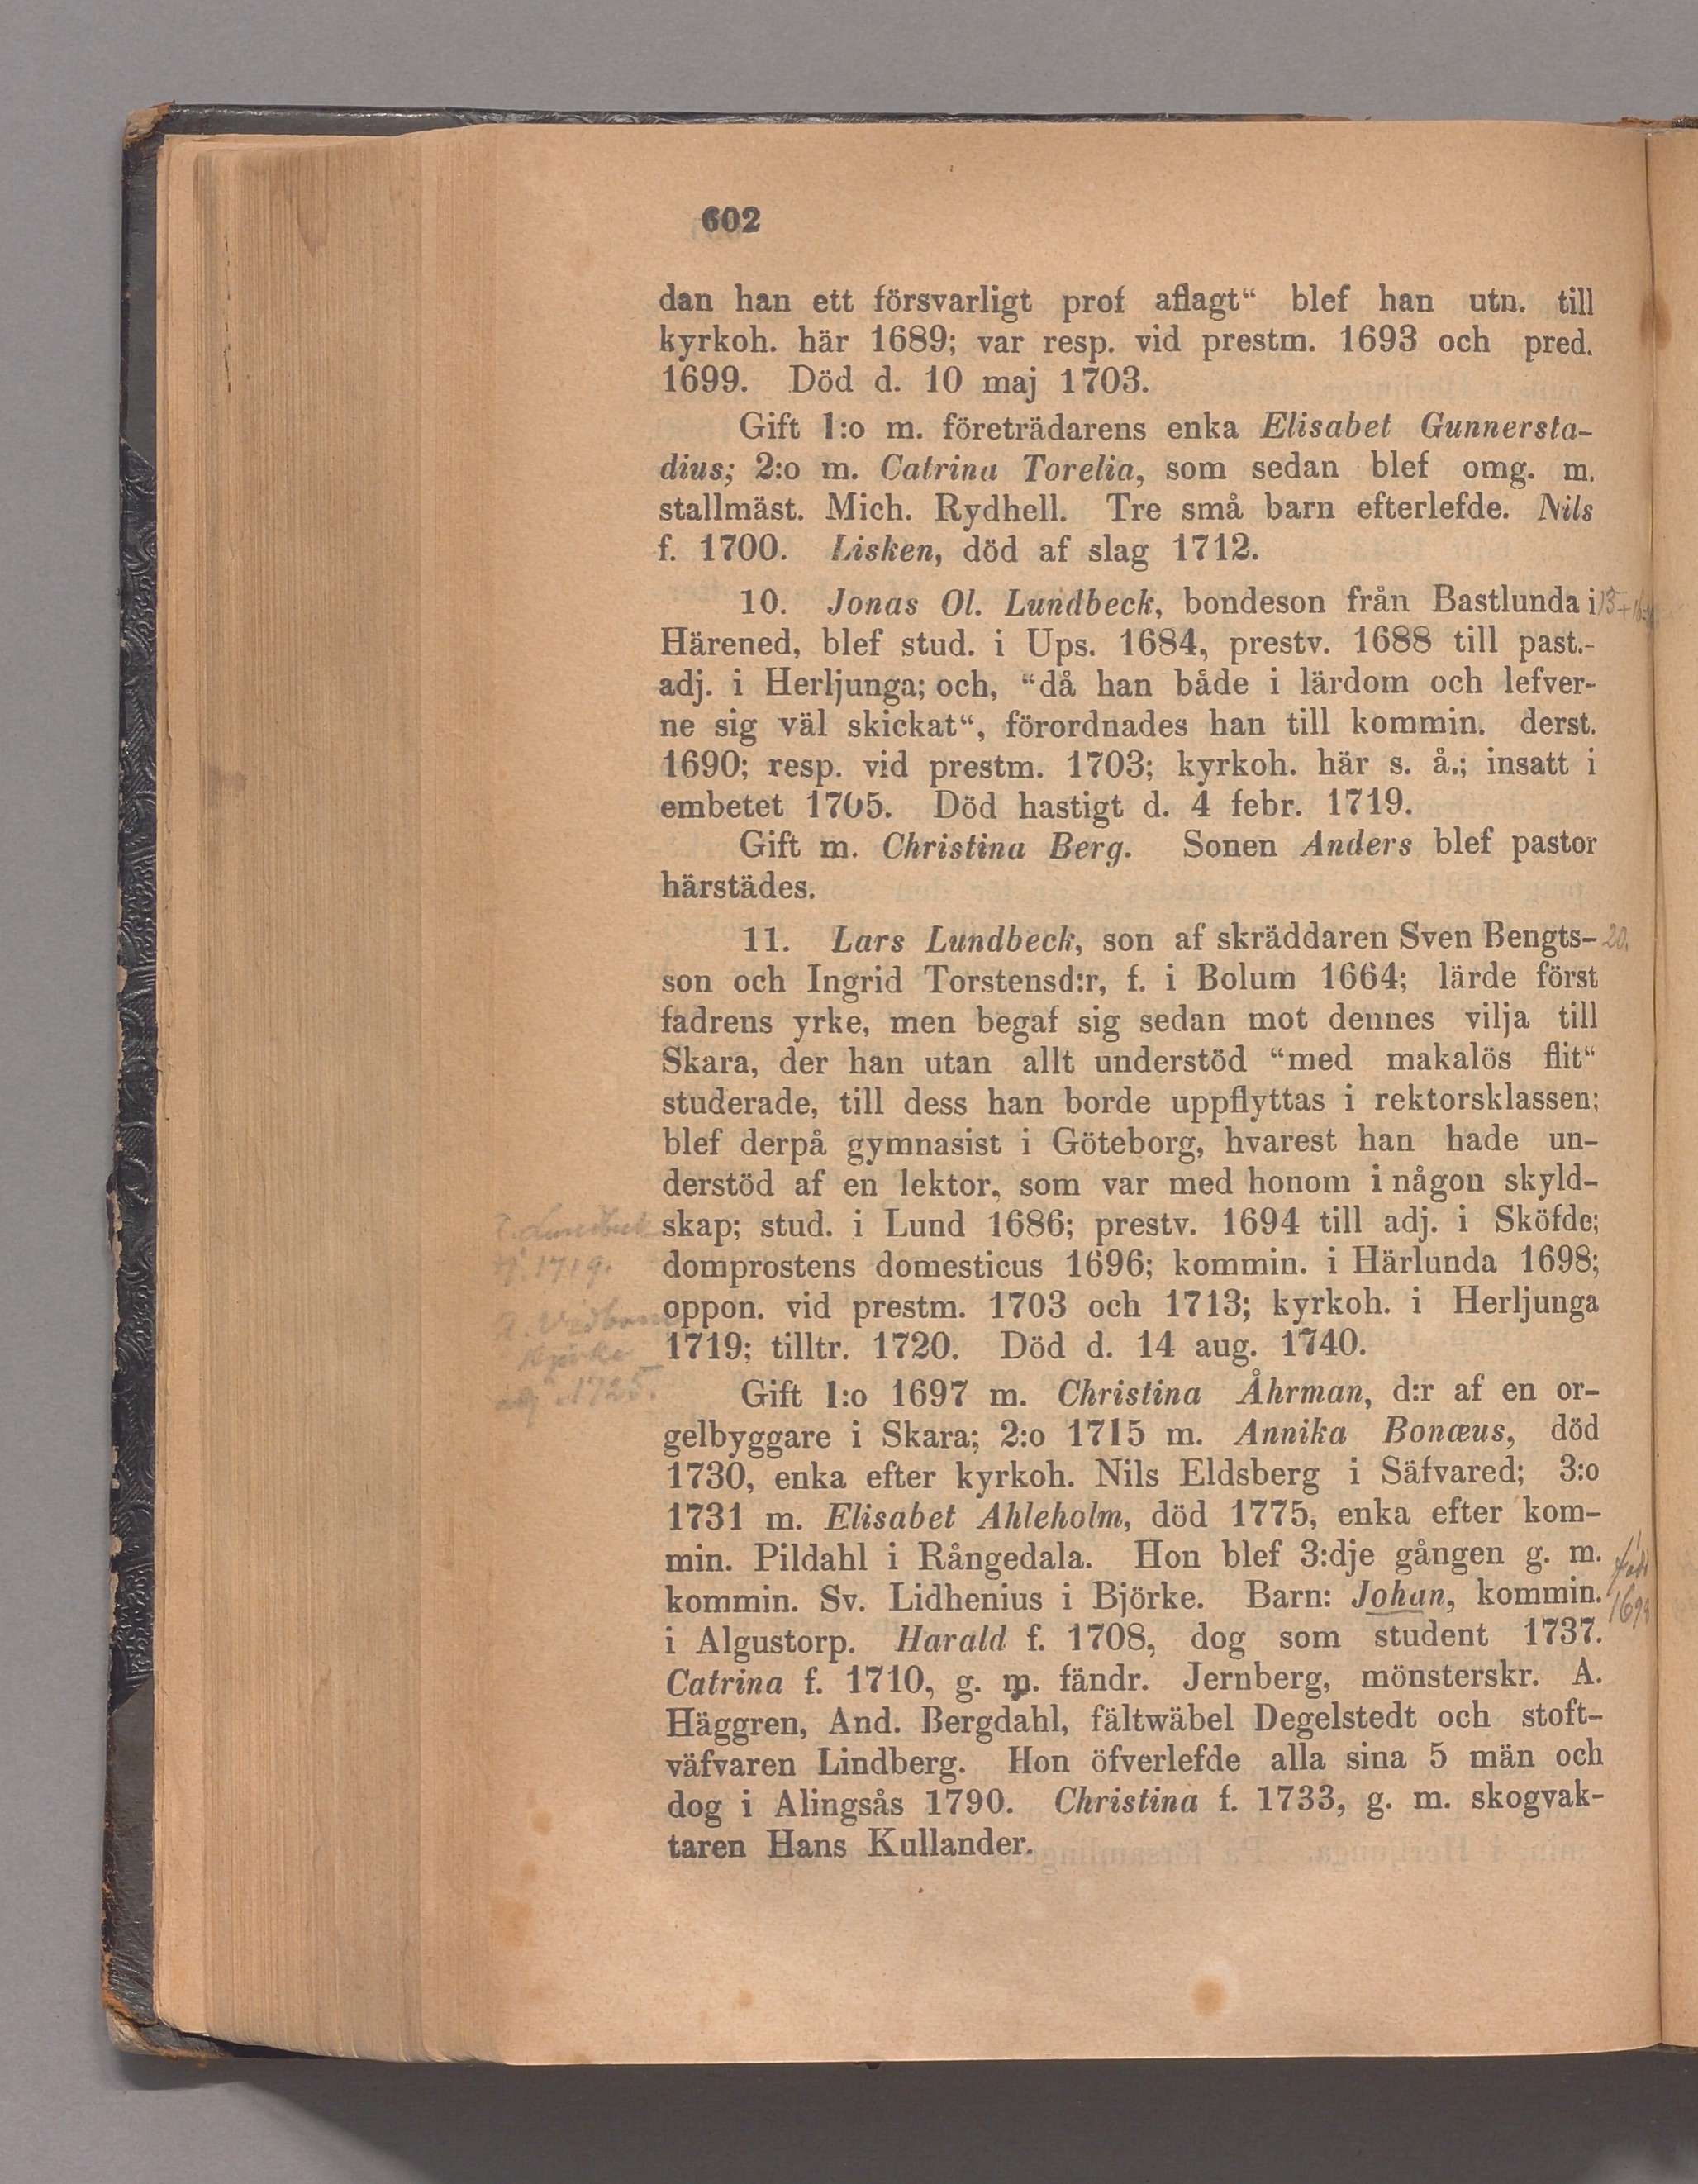 602
dan han ett försvarligt prof aflagt“ blef han utn. till
kyrkoh. här 1689; var resp. vid prestm. 1693 och pred.
1699. Död d. 10 maj 1703.
Gift 1:o m. företrädarens enka Elisabet Gunnersta-
dius; 2:o m. Catrina Torelia, som sedan blef omg. m.
stallmäst. Mich. Rydhell. Tre små barn efterlefde. Nils
f. 1700. Lisken, död af slag 1712.
10. Jonas Ol. Lundbeck, bondeson från Bastlunda i
Härened, blef stud. i Ups. 1684, prestv. 1688 till past.-
adj. i Herljunga; och, “då han både i lärdom och lefver-
ne sig väl skickat“, förordnades han till kommin. derst.
1690; resp. vid prestm. 1703; kyrkoh. här s. å.; insatt i
embetet 1705. Död hastigt d. 4 febr. 1719.
Gift m. Christina Berg. Sonen Anders blef pastor
härstädes.
11. Lars Lundbeck, son af skräddaren Sven Bengts- 20.
son och Ingrid Torstensd:r, f. i Bolum 1664; lärde först
fadrens yrke, men begaf sig sedan mot dennes vilja till
Skara, der han utan allt understöd “med makalös flit“
studerade, till dess han borde uppflyttas i rektorsklassen;
blef derpå gymnasist i Göteborg, hvarest han hade un-
derstöd af en lektor, som var med honom i någon skyld-
skap; stud. i Lund 1686; prestv. 1694 till adj. i Sköfde;
domprostens domesticus 1696; kommin. i Härlunda 1698;
oppon. vid prestm. 1703 och 1713; kyrkoh. i Herljunga
1719; tilltr. 1720. Död d. 14 aug. 1740.
Gift 1:o 1697 m. Christina Åhrman, d:r af en or-
gelbyggare i Skara; 2:o 1715 m. Annika Bonæus, död
1730, enka efter kyrkoh. Nils Eldsberg i Säfvared; 3:o
1731 m. Elisabet Ahleholm, död 1775, enka efter kom-
min. Pildahl i Rångedala. Hon blef 3:dje gången g. m.
kommin. Sv. Lidhenius i Björke. Barn: Johan, kommin.
i Algustorp. Harald f. 1708, dog som student 1737.
Catrina f. 1710, g. m. fändr. Jernberg, mönsterskr. A.
Häggren, And. Bergdahl, fältwäbel Degelstedt och stoft-
väfvaren Lindberg. Hon öfverlefde alla sina 5 män och
dog i Alingsås 1790. Christina f. 1733, g. m. skogvak-
taren Hans Kullander.
Lundbeck
1719.
1725.